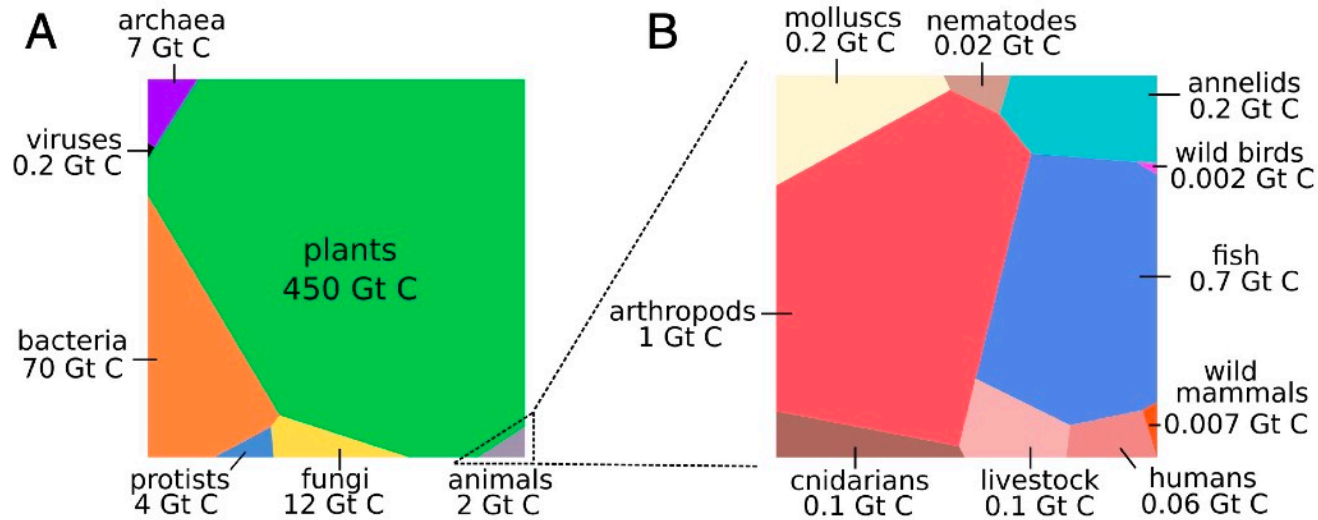 A
archaea
7 Gt C
viruses
0.2 Gt C
plants
450 Gt C
bacteria
70 Gt C
protists
4 Gt C
fungi
12 Gt C
animals
2 Gt C
B
molluscs
0.2 Gt C
nematodes
0.02 Gt C
annelids
0.2 Gt C
wild birds
0.002 Gt C
fish
0.7 Gt C
arthropods
1 Gt C
wild
mammals
0.007 Gt C
cnidarians
0.1 Gt C
livestock
0.1 Gt C
humans
0.06 Gt C